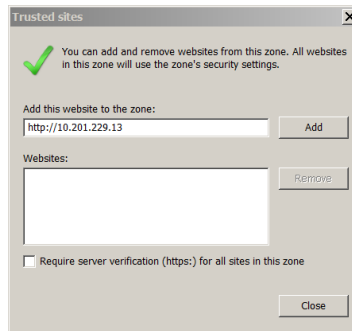 Trusted sites
You can add and remove websites from this zone. All websites
in this zone will use the zone's security settings.
Add this website to the zone:
http://10.201.229.13
Add
Websites:
Remove
Require server verification (https:) for all sites in this zone
Close